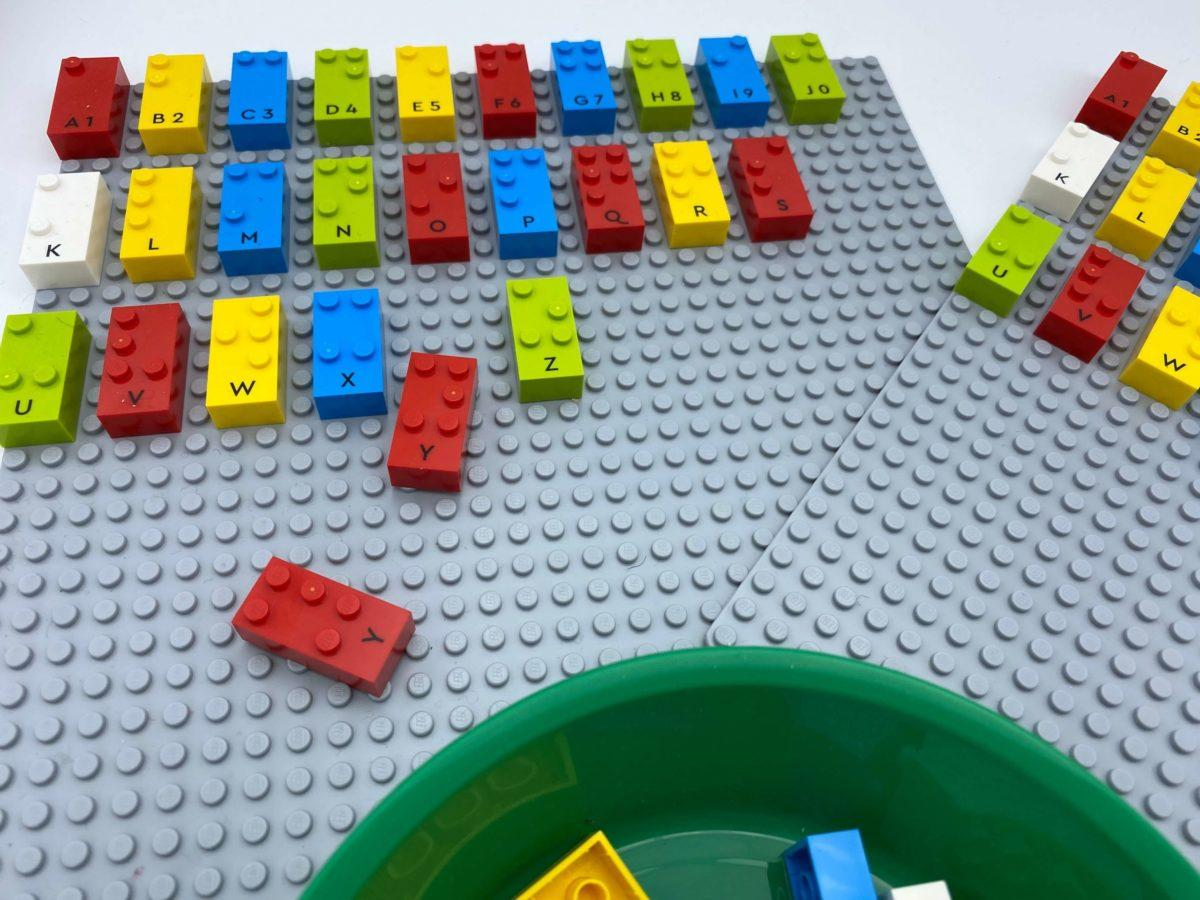 A1 B2 C3 D4 E5 F6 G7 H8 I9 J0
K L M N O P Q R S
U V W X Z
Y
Y
A1 B2
K L
U V W